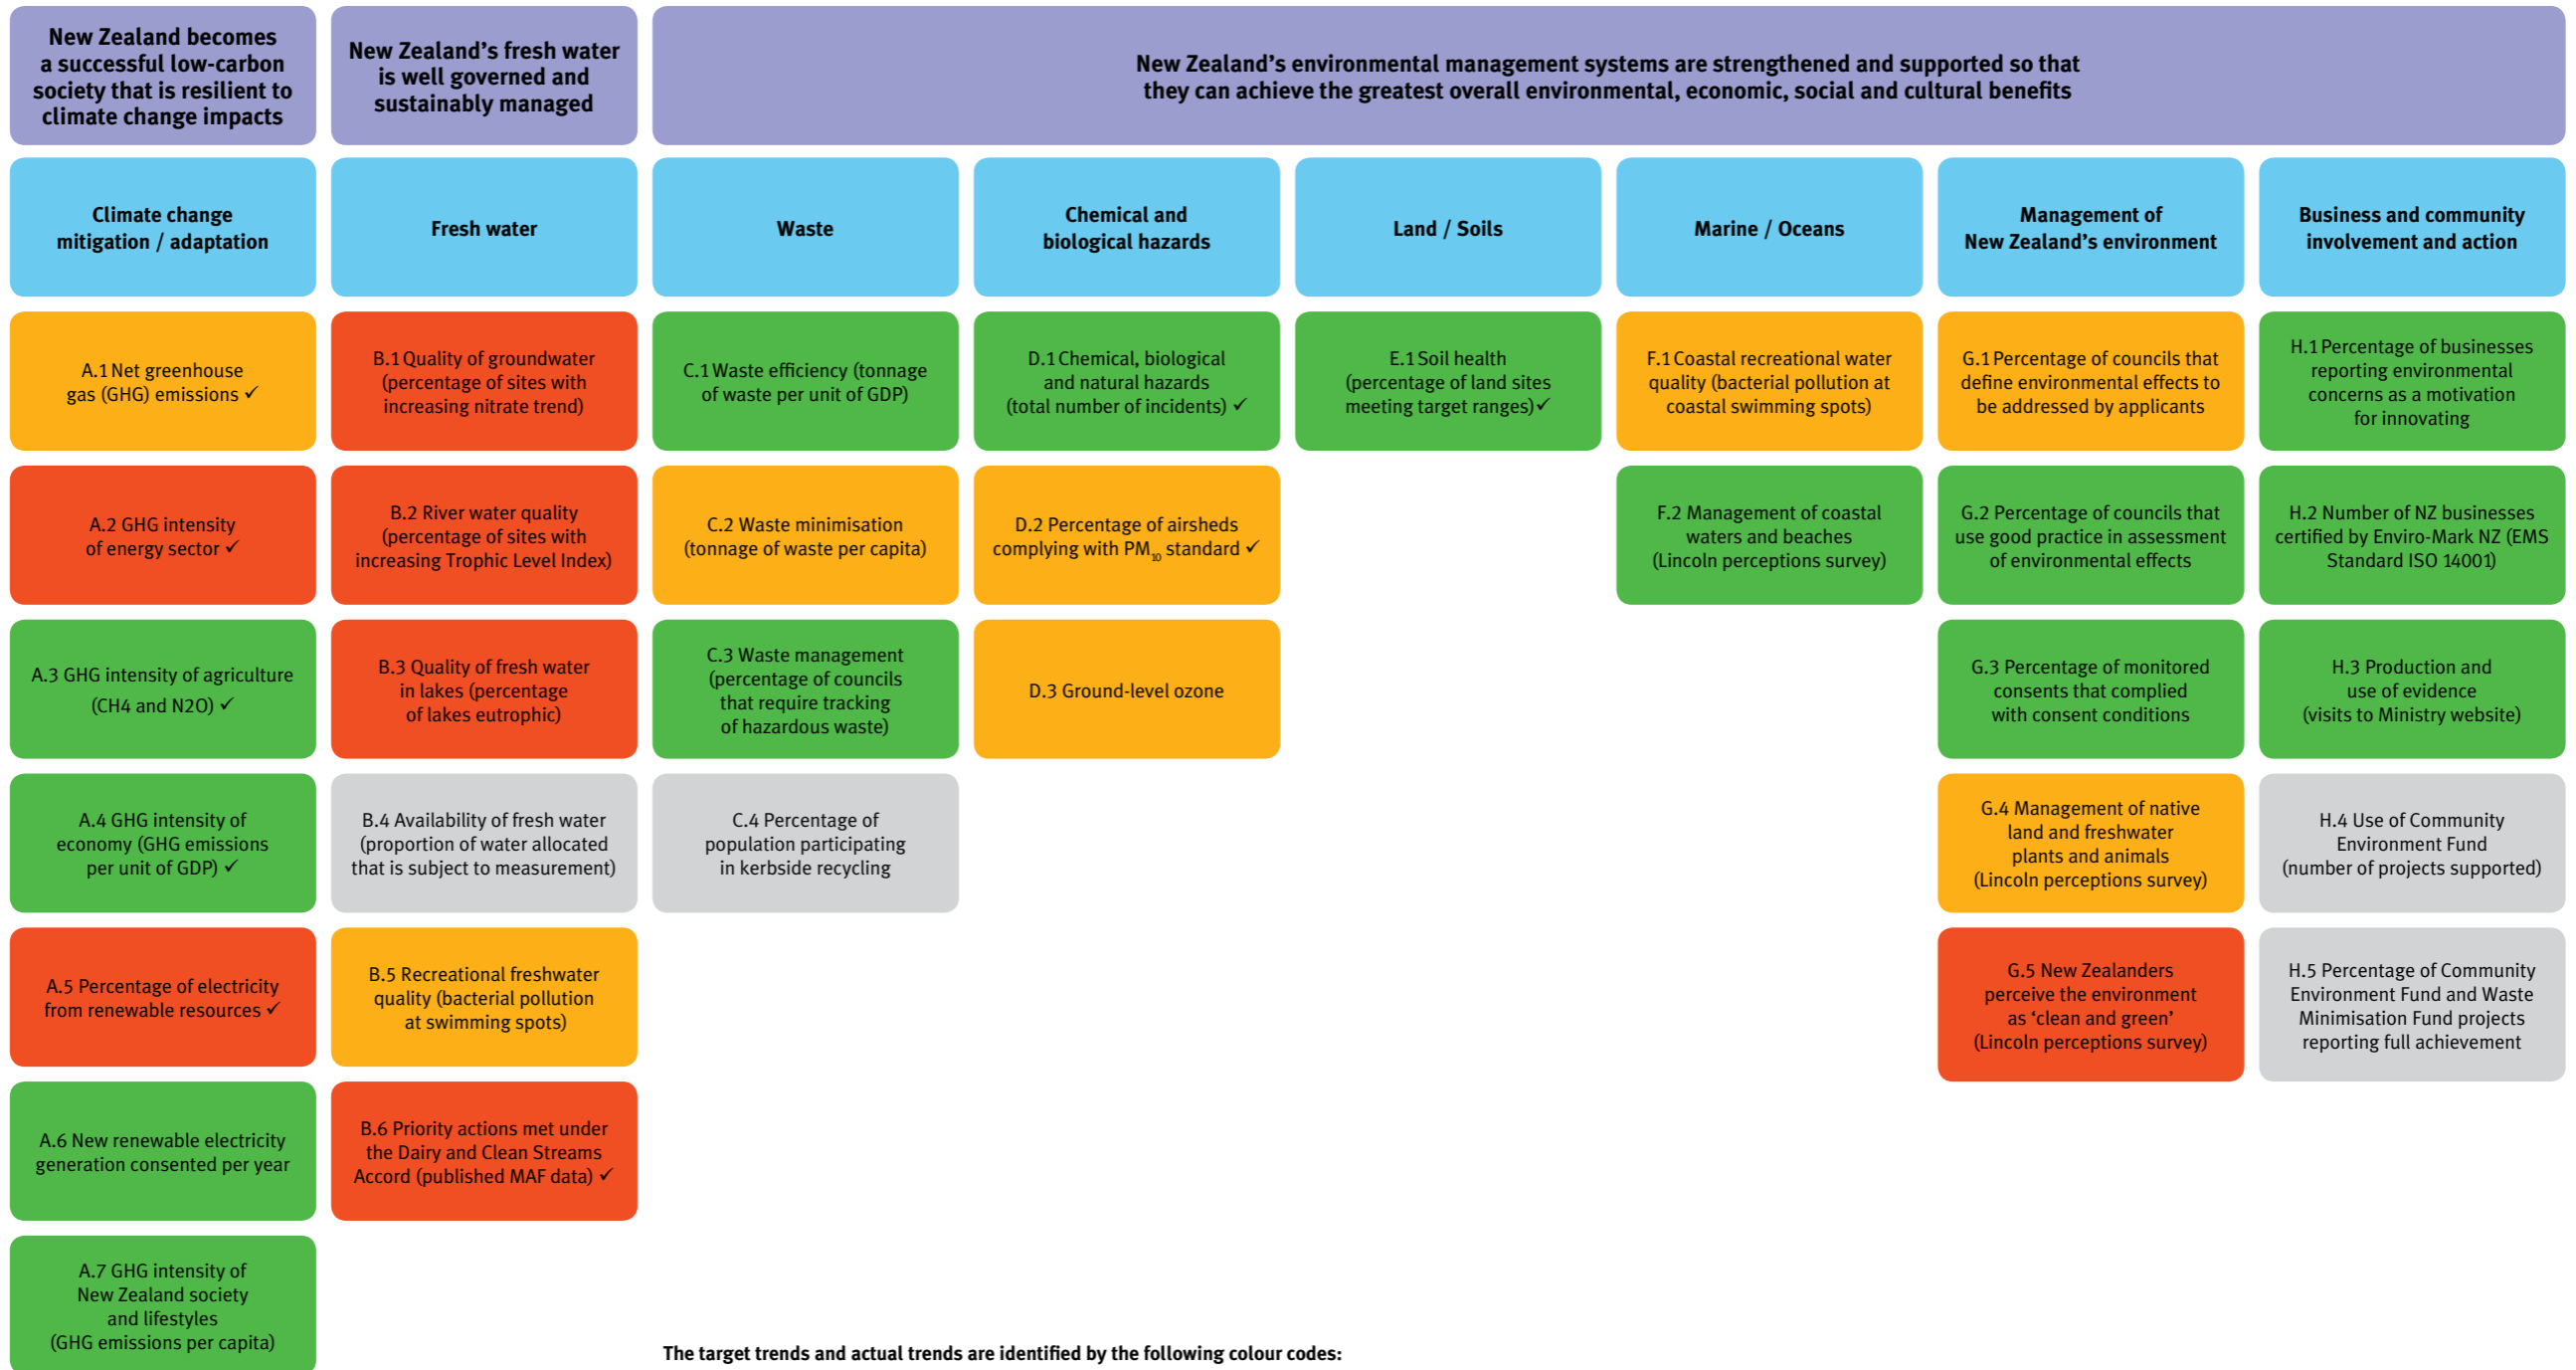 New Zealand becomes
a successful low-carbon
society that is resilient to
climate change impacts
New Zealand’s fresh water
is well governed and
sustainably managed
New Zealand’s environmental management systems are strengthened and supported so that
they can achieve the greatest overall environmental, economic, social and cultural benefits
Climate change
mitigation / adaptation
Fresh water
Waste
Chemical and
biological hazards
Land / Soils
Marine / Oceans
Management of
New Zealand’s environment
Business and community
involvement and action
A.1 Net greenhouse
gas (GHG) emissions ✓
B.1 Quality of groundwater
(percentage of sites with
increasing nitrate trend)
C.1 Waste efficiency (tonnage
of waste per unit of GDP)
D.1 Chemical, biological
and natural hazards
(total number of incidents) ✓
E.1 Soil health
(percentage of land sites
meeting target ranges) ✓
F.1 Coastal recreational water
quality (bacterial pollution at
coastal swimming spots)
G.1 Percentage of councils that
define environmental effects to
be addressed by applicants
H.1 Percentage of businesses
reporting environmental
concerns as a motivation
for innovating
A.2 GHG intensity
of energy sector ✓
B.2 River water quality
(percentage of sites with
increasing Trophic Level Index)
C.2 Waste minimisation
(tonnage of waste per capita)
D.2 Percentage of airsheds
complying with PM₁₀ standard ✓
F.2 Management of coastal
waters and beaches
(Lincoln perceptions survey)
G.2 Percentage of councils that
use good practice in assessment
of environmental effects
H.2 Number of NZ businesses
certified by Enviro-Mark NZ (EMS
Standard ISO 14001)
A.3 GHG intensity of agriculture
(CH4 and N2O) ✓
B.3 Quality of fresh water
in lakes (percentage
of lakes eutrophic)
C.3 Waste management
(percentage of councils
that require tracking
of hazardous waste)
D.3 Ground-level ozone
G.3 Percentage of monitored
consents that complied
with consent conditions
H.3 Production and
use of evidence
(visits to Ministry website)
A.4 GHG intensity of
economy (GHG emissions
per unit of GDP) ✓
B.4 Availability of fresh water
(proportion of water allocated
that is subject to measurement)
C.4 Percentage of
population participating
in kerbside recycling
G.4 Management of native
land and freshwater
plants and animals
(Lincoln perceptions survey)
H.4 Use of Community
Environment Fund
(number of projects supported)
A.5 Percentage of electricity
from renewable resources ✓
B.5 Recreational freshwater
quality (bacterial pollution
at swimming spots)
G.5 New Zealanders
perceive the environment
as ‘clean and green’
(Lincoln perceptions survey)
H.5 Percentage of Community
Environment Fund and Waste
Minimisation Fund projects
reporting full achievement
A.6 New renewable electricity
generation consented per year
B.6 Priority actions met under
the Dairy and Clean Streams
Accord (published MAF data) ✓
A.7 GHG intensity of
New Zealand society
and lifestyles
(GHG emissions per capita)
The target trends and actual trends are identified by the following colour codes: